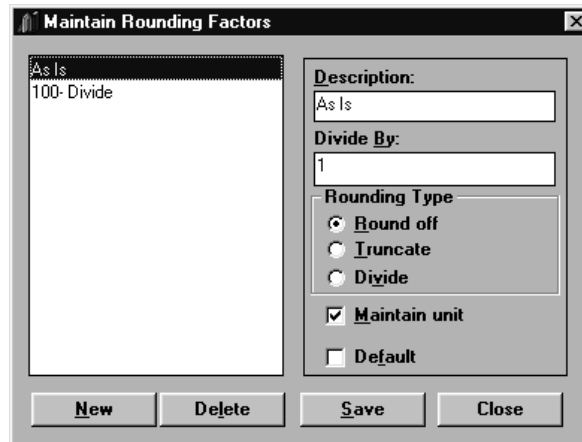 Maintain Rounding Factors
As Is
100- Divide
Description:
As Is
Divide By:
1
Rounding Type
Round off
Truncate
Divide
Maintain unit
Default
New
Delete
Save
Close